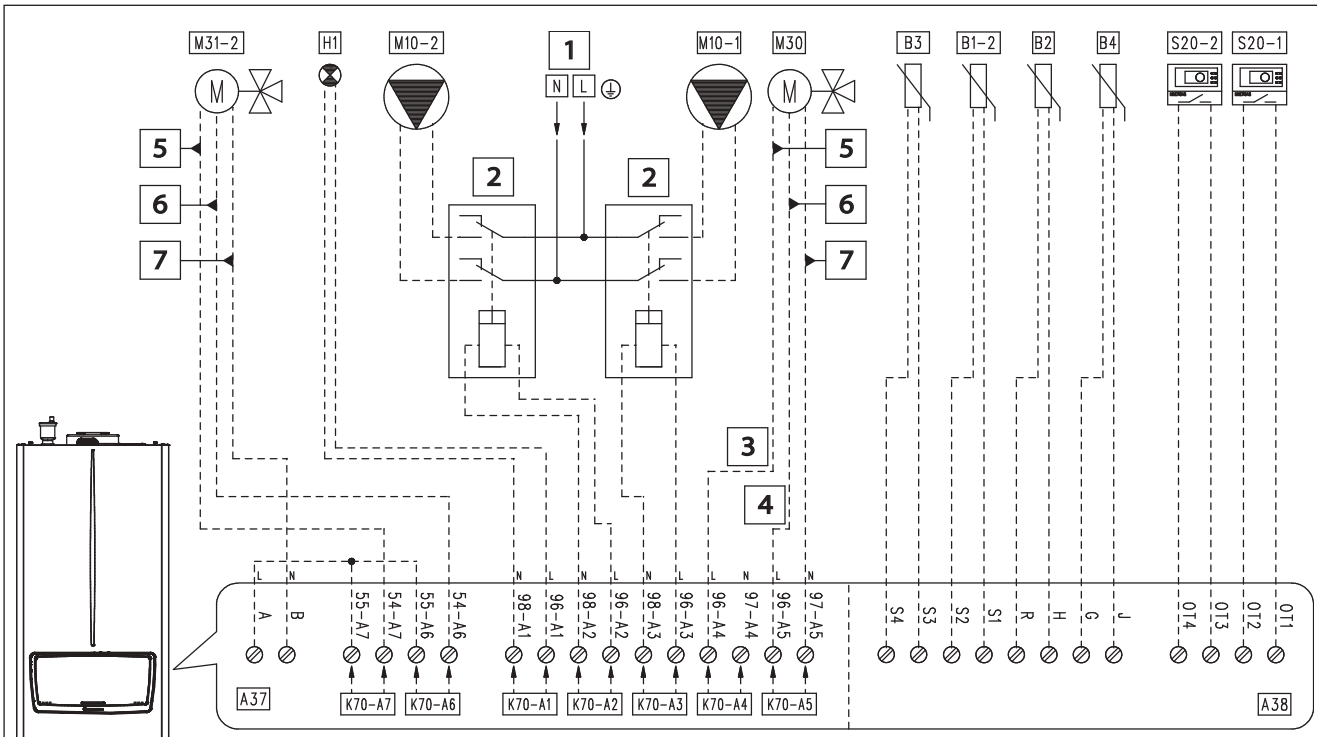 M31-2 H1 M10-2 1 M10-1 M30 B3 B1-2 B2 B4 S20-2 S20-1
M N L M
5 5
2 2
6 6
7 7
3
4
L N N L N L N L L N L N
A B 55-A7 54-A7 55-A6 54-A6 98-A1 96-A1 98-A2 96-A2 98-A3 96-A3 96-A4 97-A4 96-A5 97-A5 S4 S3 S2 S1 R H G J OT4 OT3 OT2 OT1
A37 K70-A7 K70-A6 K70-A1 K70-A2 K70-A3 K70-A4 K70-A5 A38